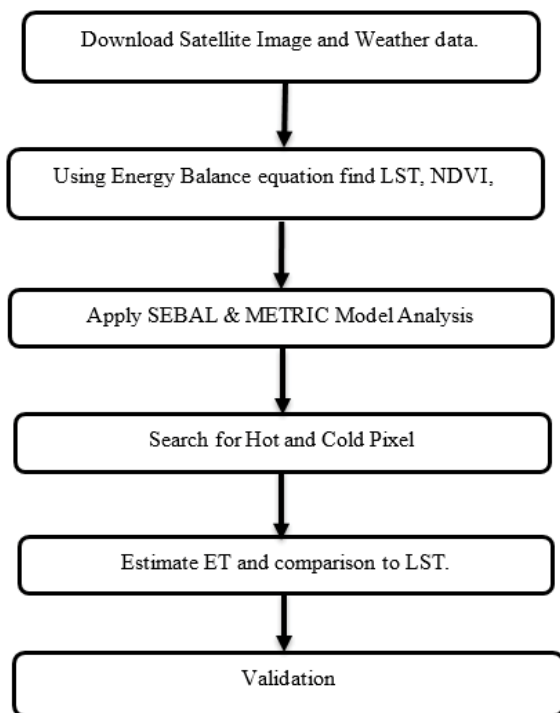 Download Satellite Image and Weather data.
Using Energy Balance equation find LST, NDVI,
Apply SEBAL & METRIC Model Analysis
Search for Hot and Cold Pixel
Estimate ET and comparison to LST.
Validation